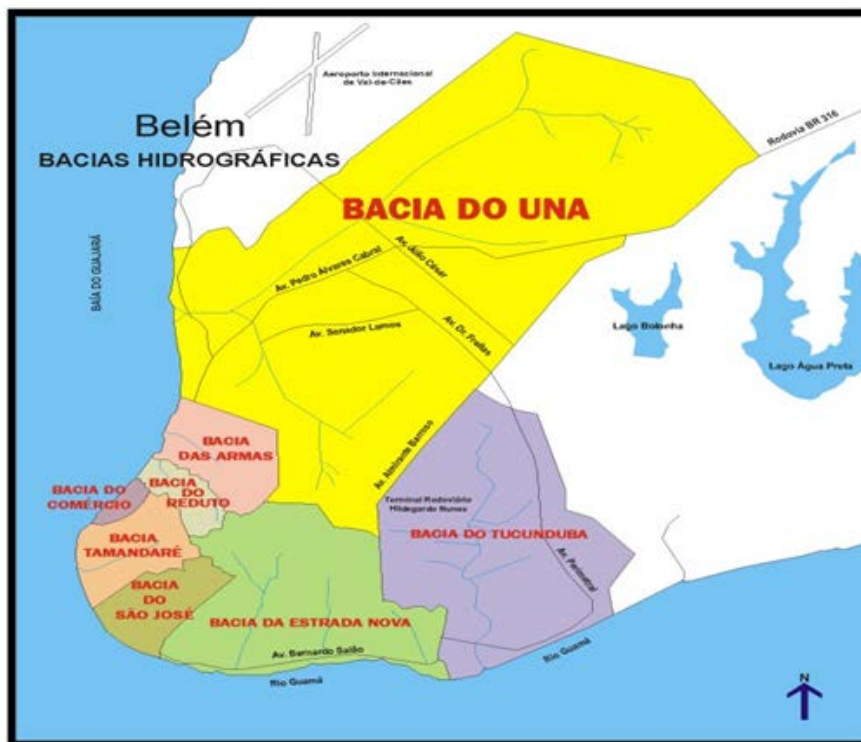 Aeroporto Internacional
de Val-de-Cães
Belém
BACIAS HIDROGRÁFICAS
Rodovia BR 316
BACIA DO UNA
BAÍA DO GUAJARÁ
Av. Júlio César
Av. Pedro Álvares Cabral
Av. Senador Lemos
Av. Dr. Freitas
Lago Bolonha
Lago Água Preta
BACIA
DAS ARMAS
Av. Almirante Barroso
BACIA
DO
REDUTO
BACIA DO
COMÉRCIO
Terminal Rodoviário
Hildegardo Nunes
BACIA DO TUCUNDUBA
BACIA
TAMANDARÉ
Av. Perimetral
BACIA
DO
SÃO JOSÉ
BACIA DA ESTRADA NOVA
Av. Bernardo Saião
Rio Guamá
Rio Guamá
N